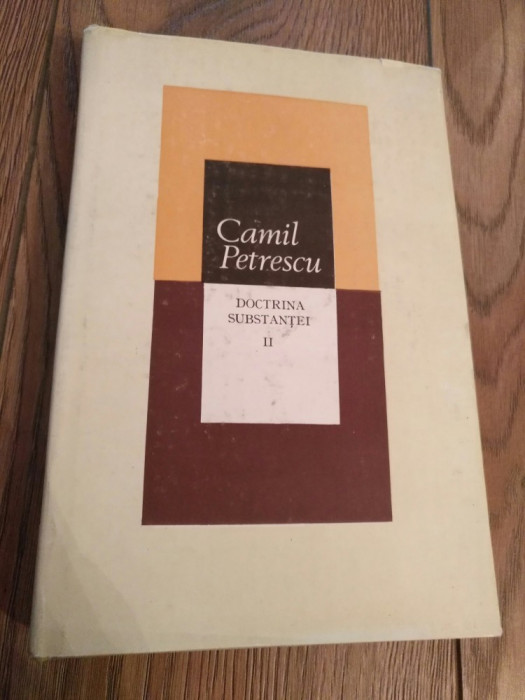 Camil
Petrescu
DOCTRINA
SUBSTANȚEI
II